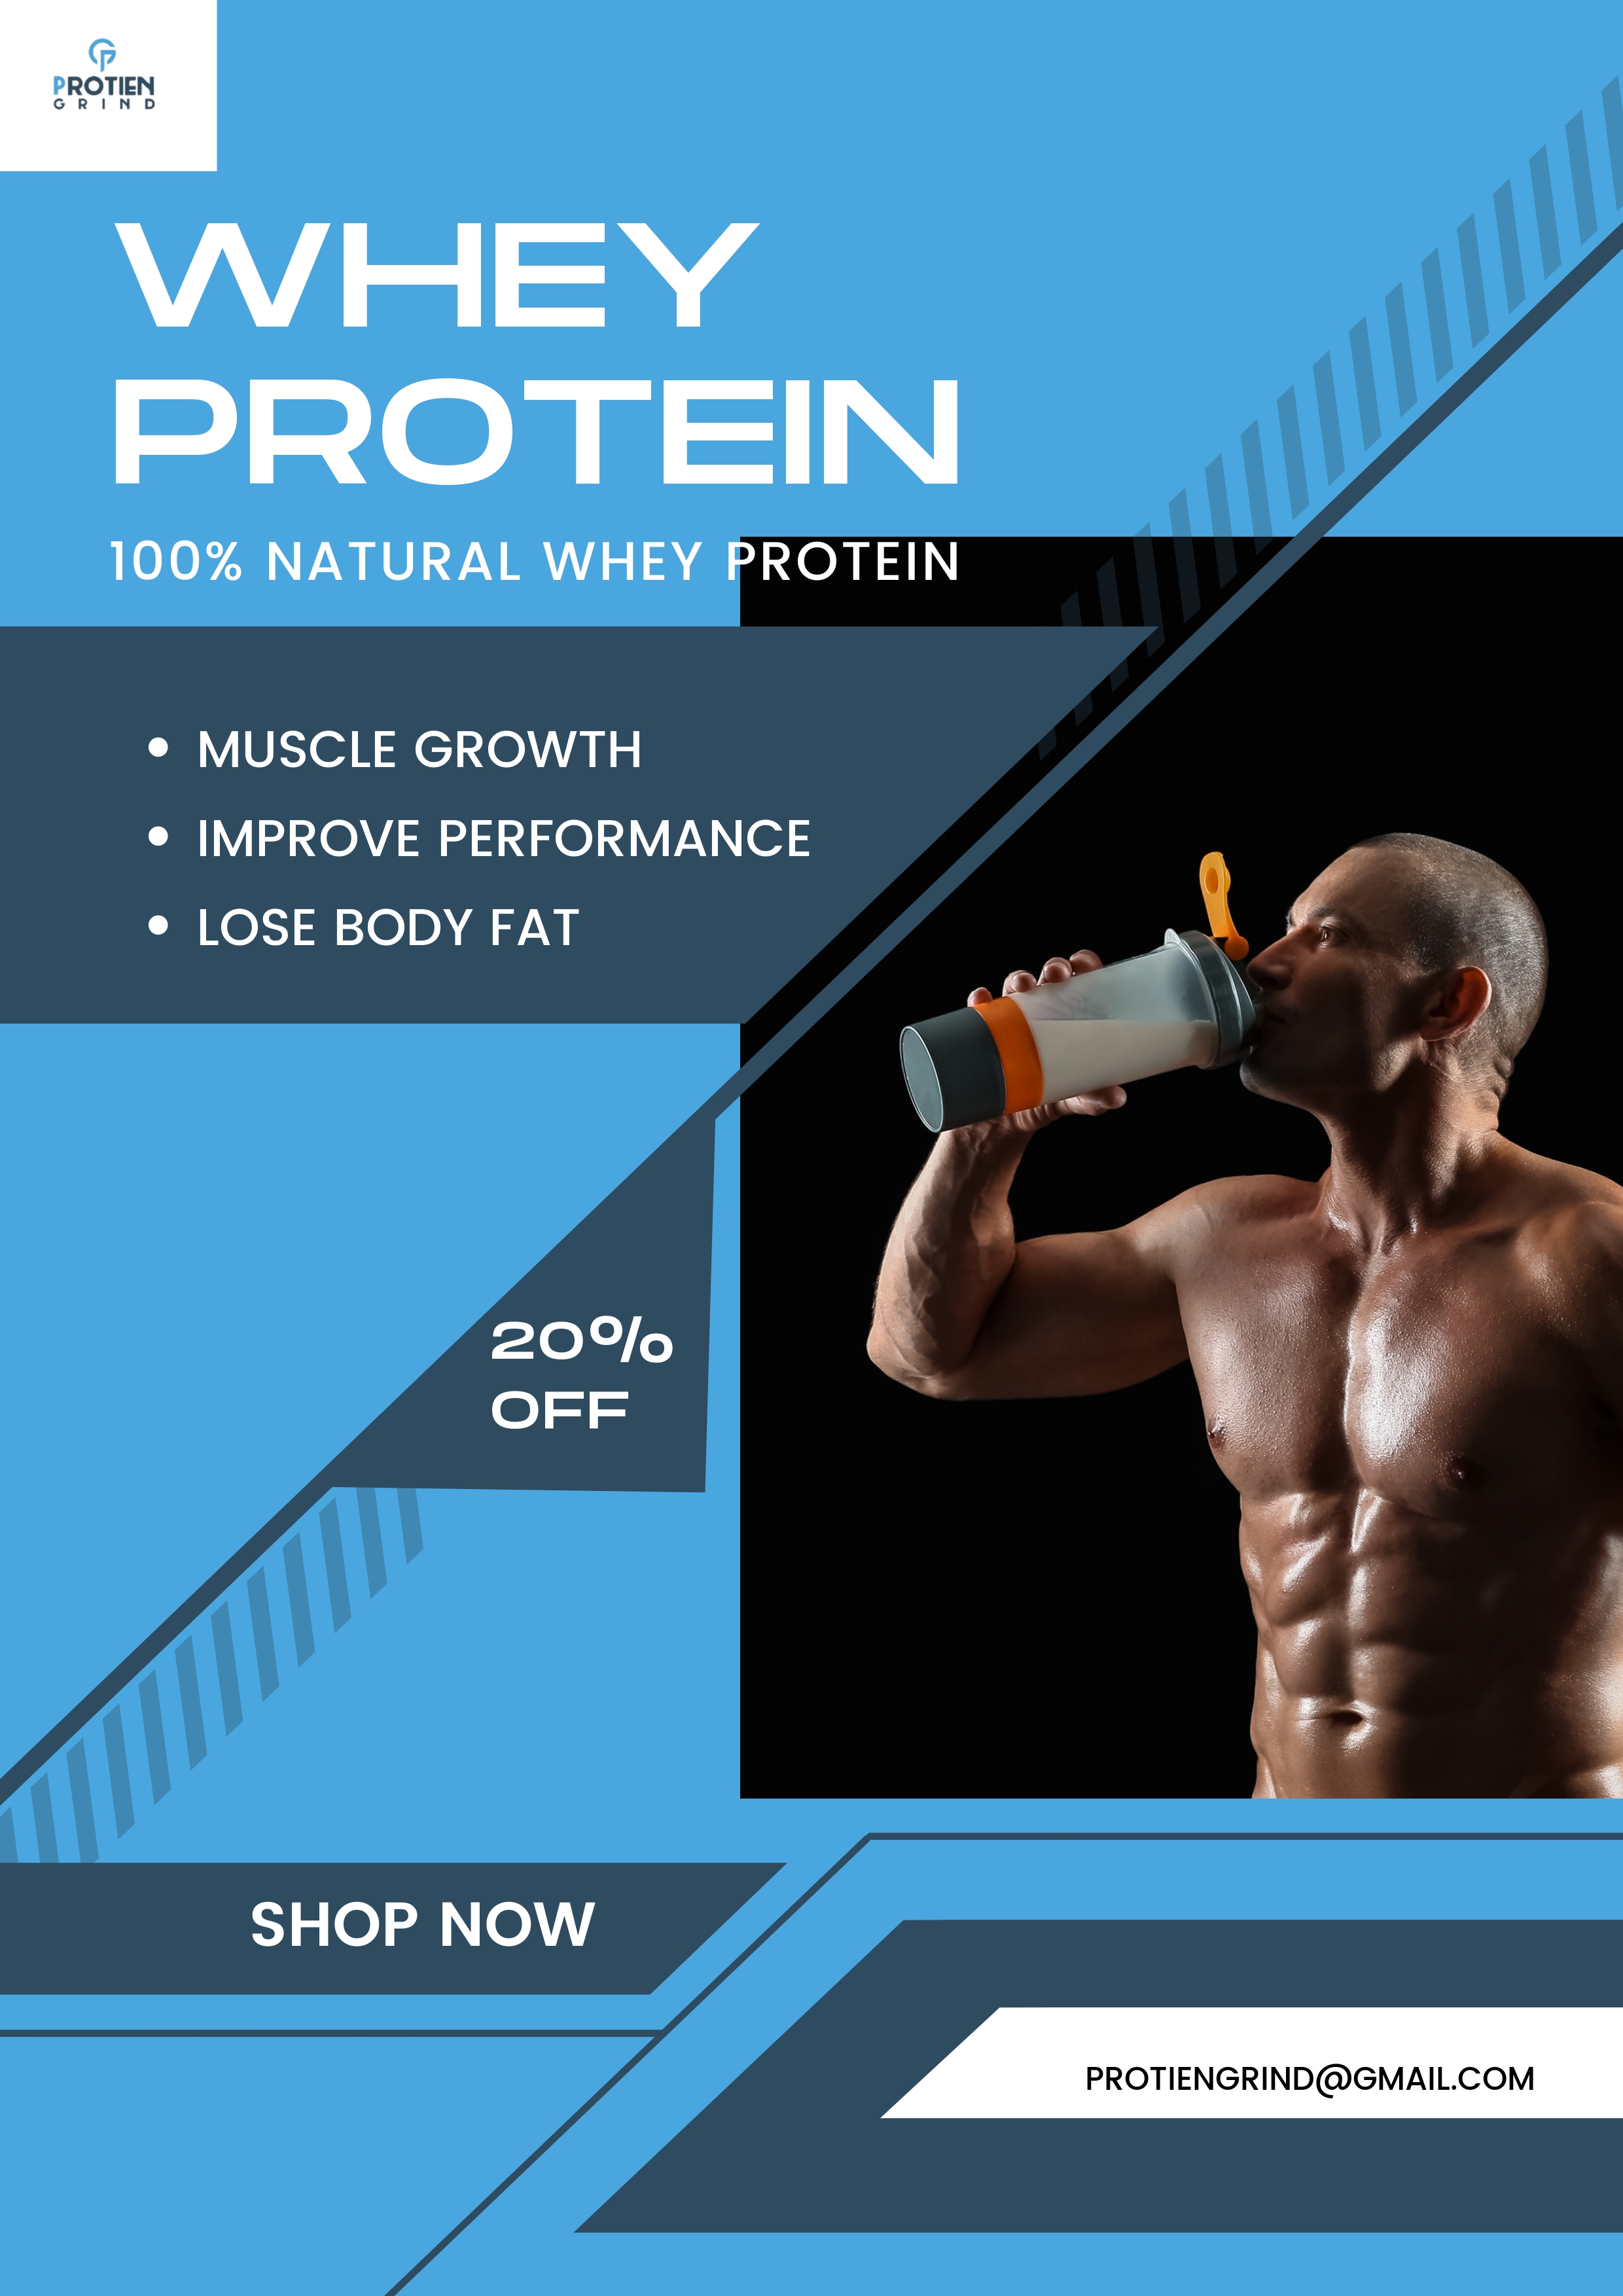 PROTIEN
GRIND
WHEY
PROTEIN
100% NATURAL WHEY PROTEIN
• MUSCLE GROWTH
• IMPROVE PERFORMANCE
• LOSE BODY FAT
20%
OFF
SHOP NOW
PROTIENGRIND@GMAIL.COM